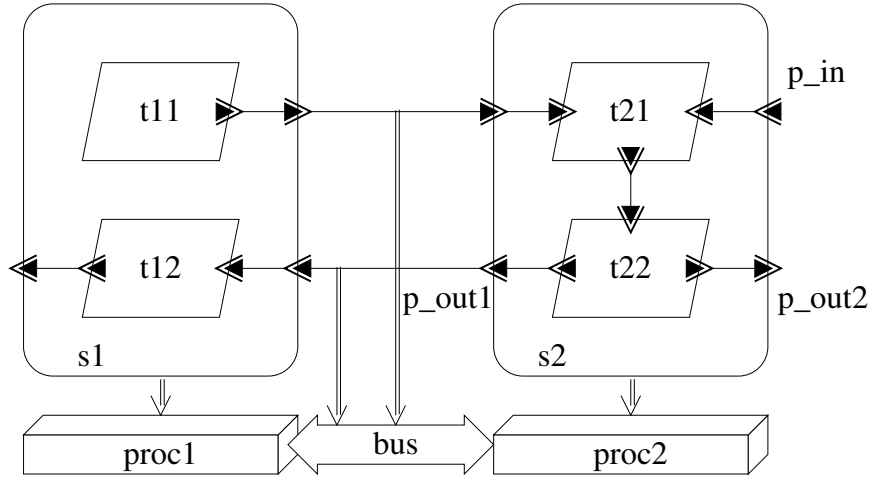 p_in
t11
t21
t12
t22
p_out1
p_out2
s1
s2
proc1
bus
proc2